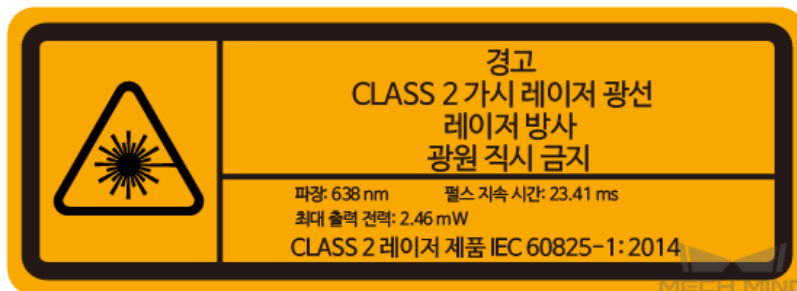 경고
CLASS 2 가시 레이저 광선
레이저 방사
광원 직시 금지
파장: 638 nm 펄스 지속 시간: 23.41 ms
최대 출력 전력: 2.46 mW
CLASS 2 레이저 제품 IEC 60825-1: 2014
MECH MIND